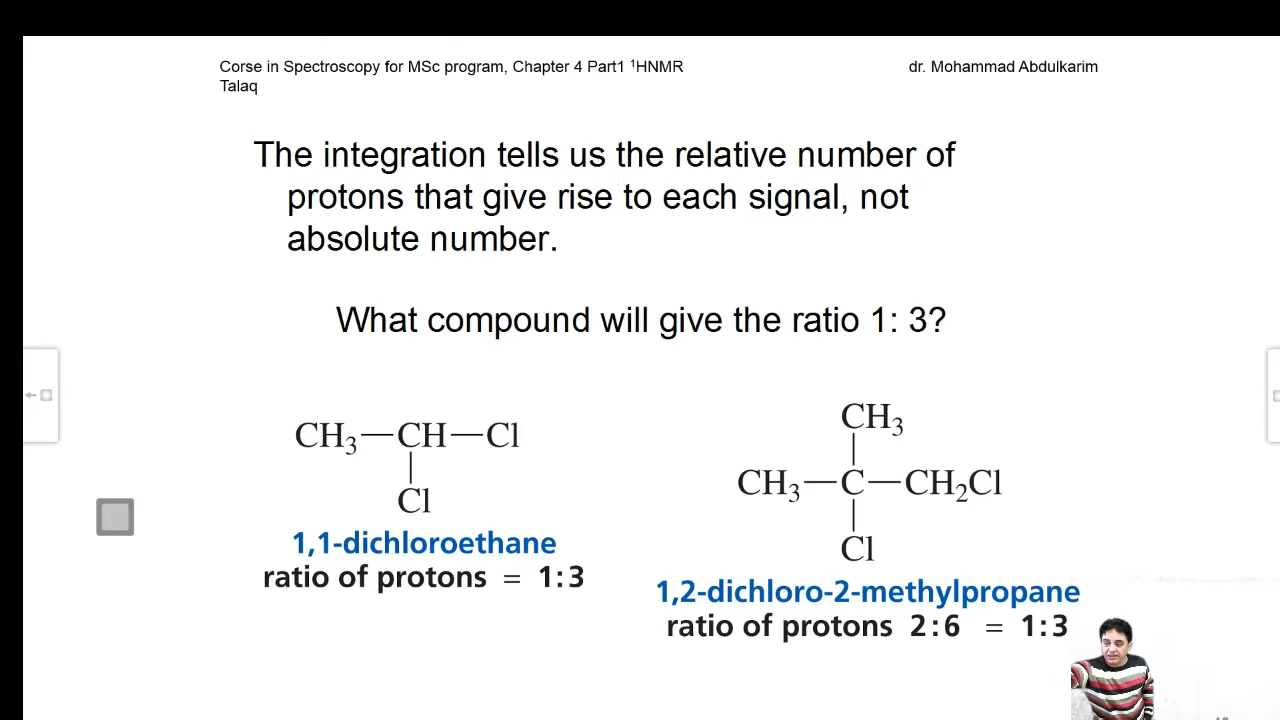 Corse in Spectroscopy for MSc program, Chapter 4 Part1 ¹HNMR dr. Mohammad Abdulkarim
Talaq
The integration tells us the relative number of
protons that give rise to each signal, not
absolute number.
What compound will give the ratio 1: 3?
CH₃—CH—Cl
Cl
1,1-dichloroethane
ratio of protons = 1:3
CH₃
CH₃—C—CH₂Cl
Cl
1,2-dichloro-2-methylpropane
ratio of protons 2:6 = 1:3